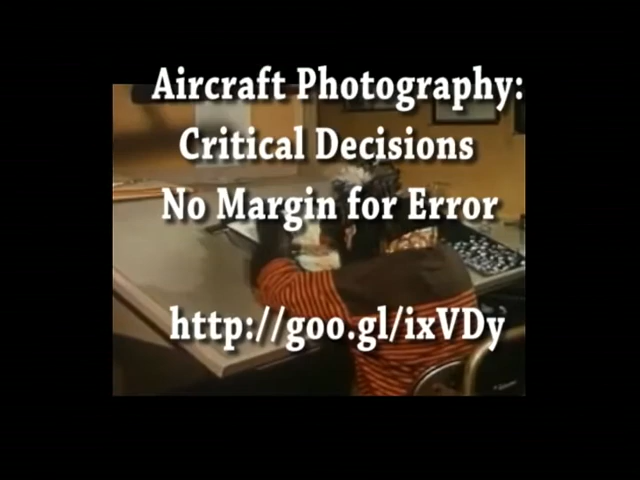 Aircraft Photography:
Critical Decisions
No Margin for Error
http://goo.gl/ixVDy